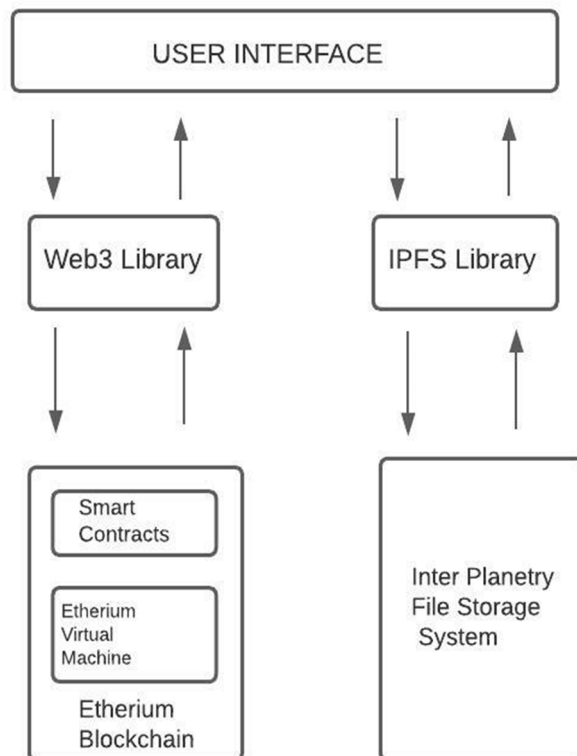 USER INTERFACE
Web3 Library
IPFS Library
Smart
Contracts
Etherium
Virtual
Machine
Etherium
Blockchain
Inter Planetry
File Storage
System